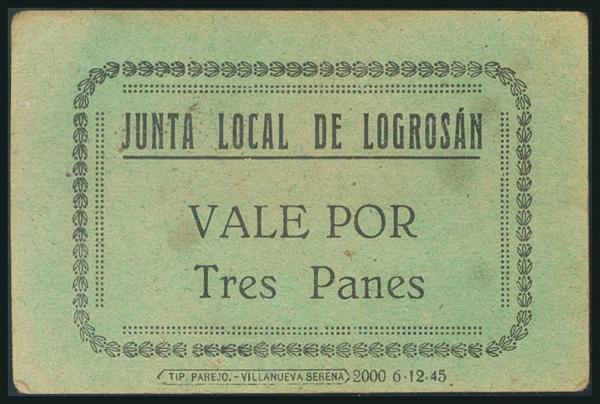 JUNTA LOCAL DE LOGROSÁN
VALE POR
Tres Panes
TIP. PAREJO.-VILLANUEVA SERENA 2000 6-12-45